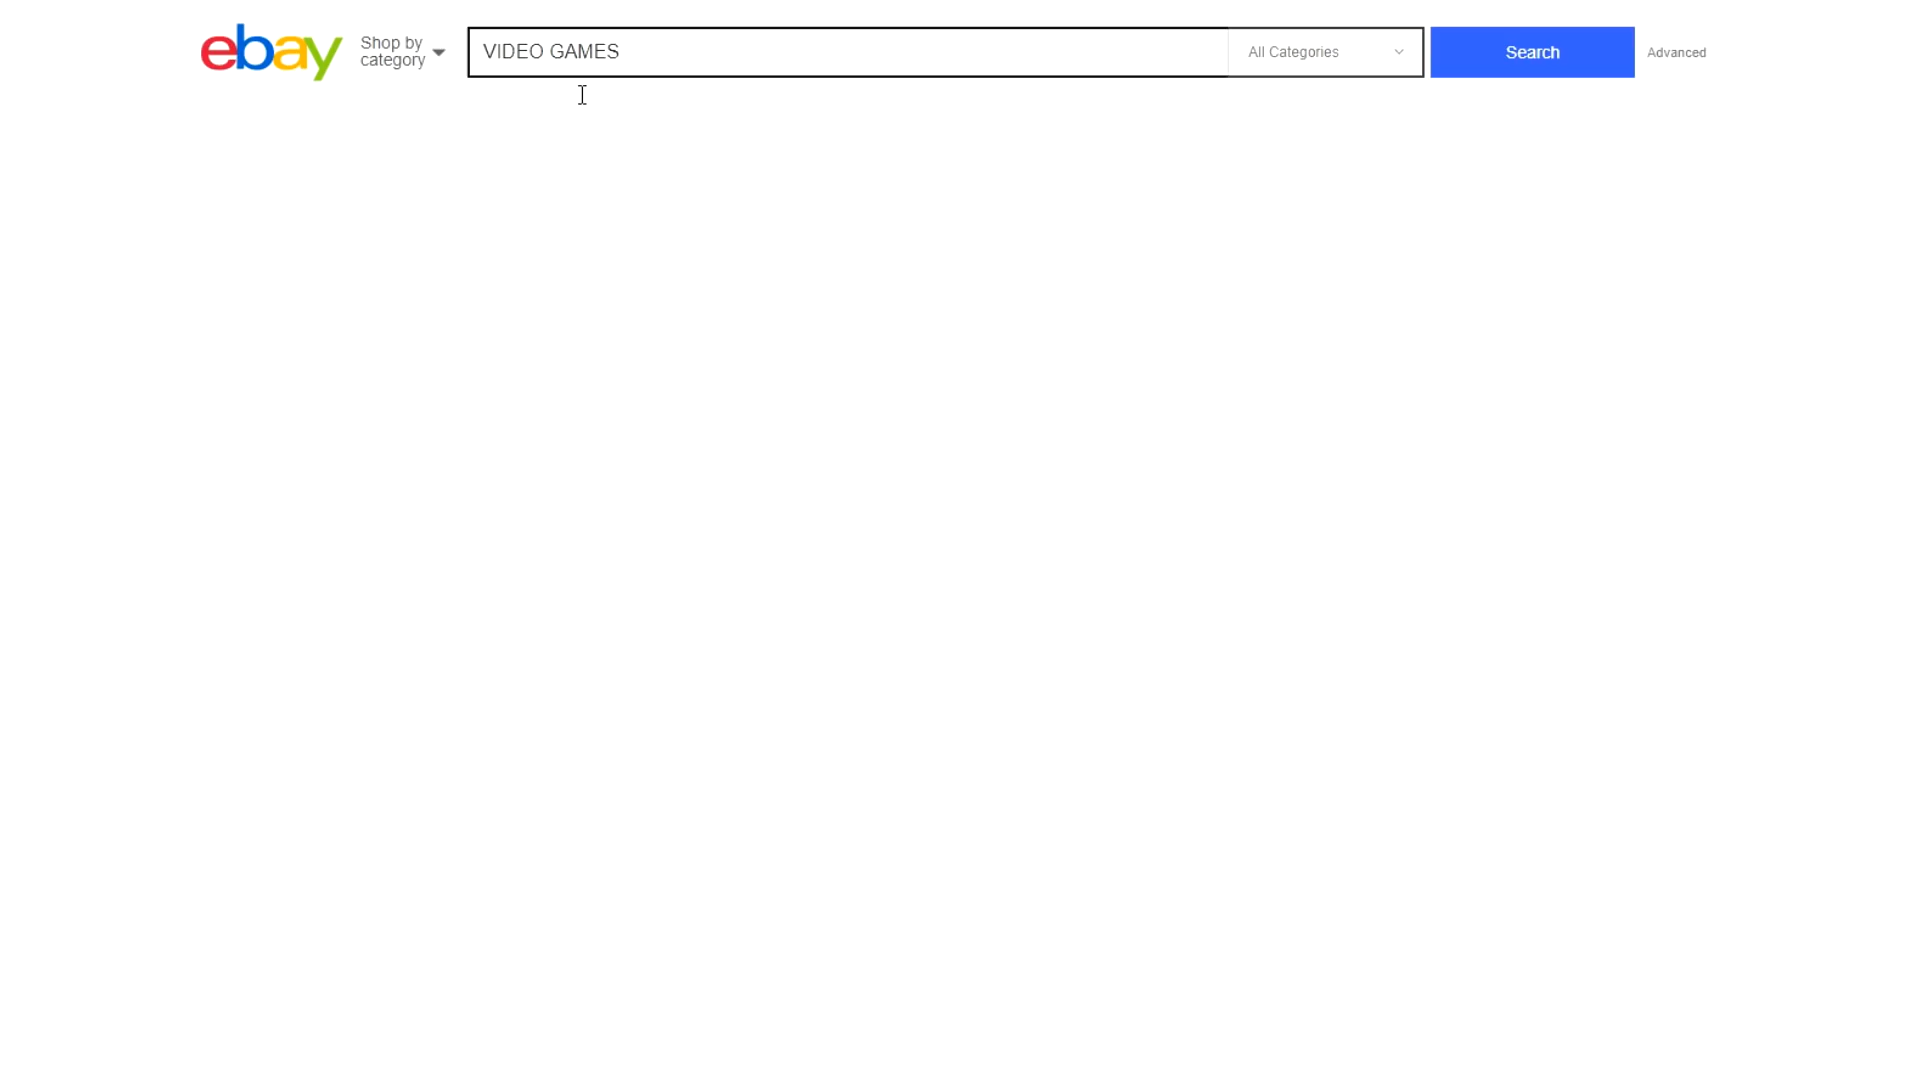 ebay
Shop by
category
VIDEO GAMES
All Categories
Search
Advanced